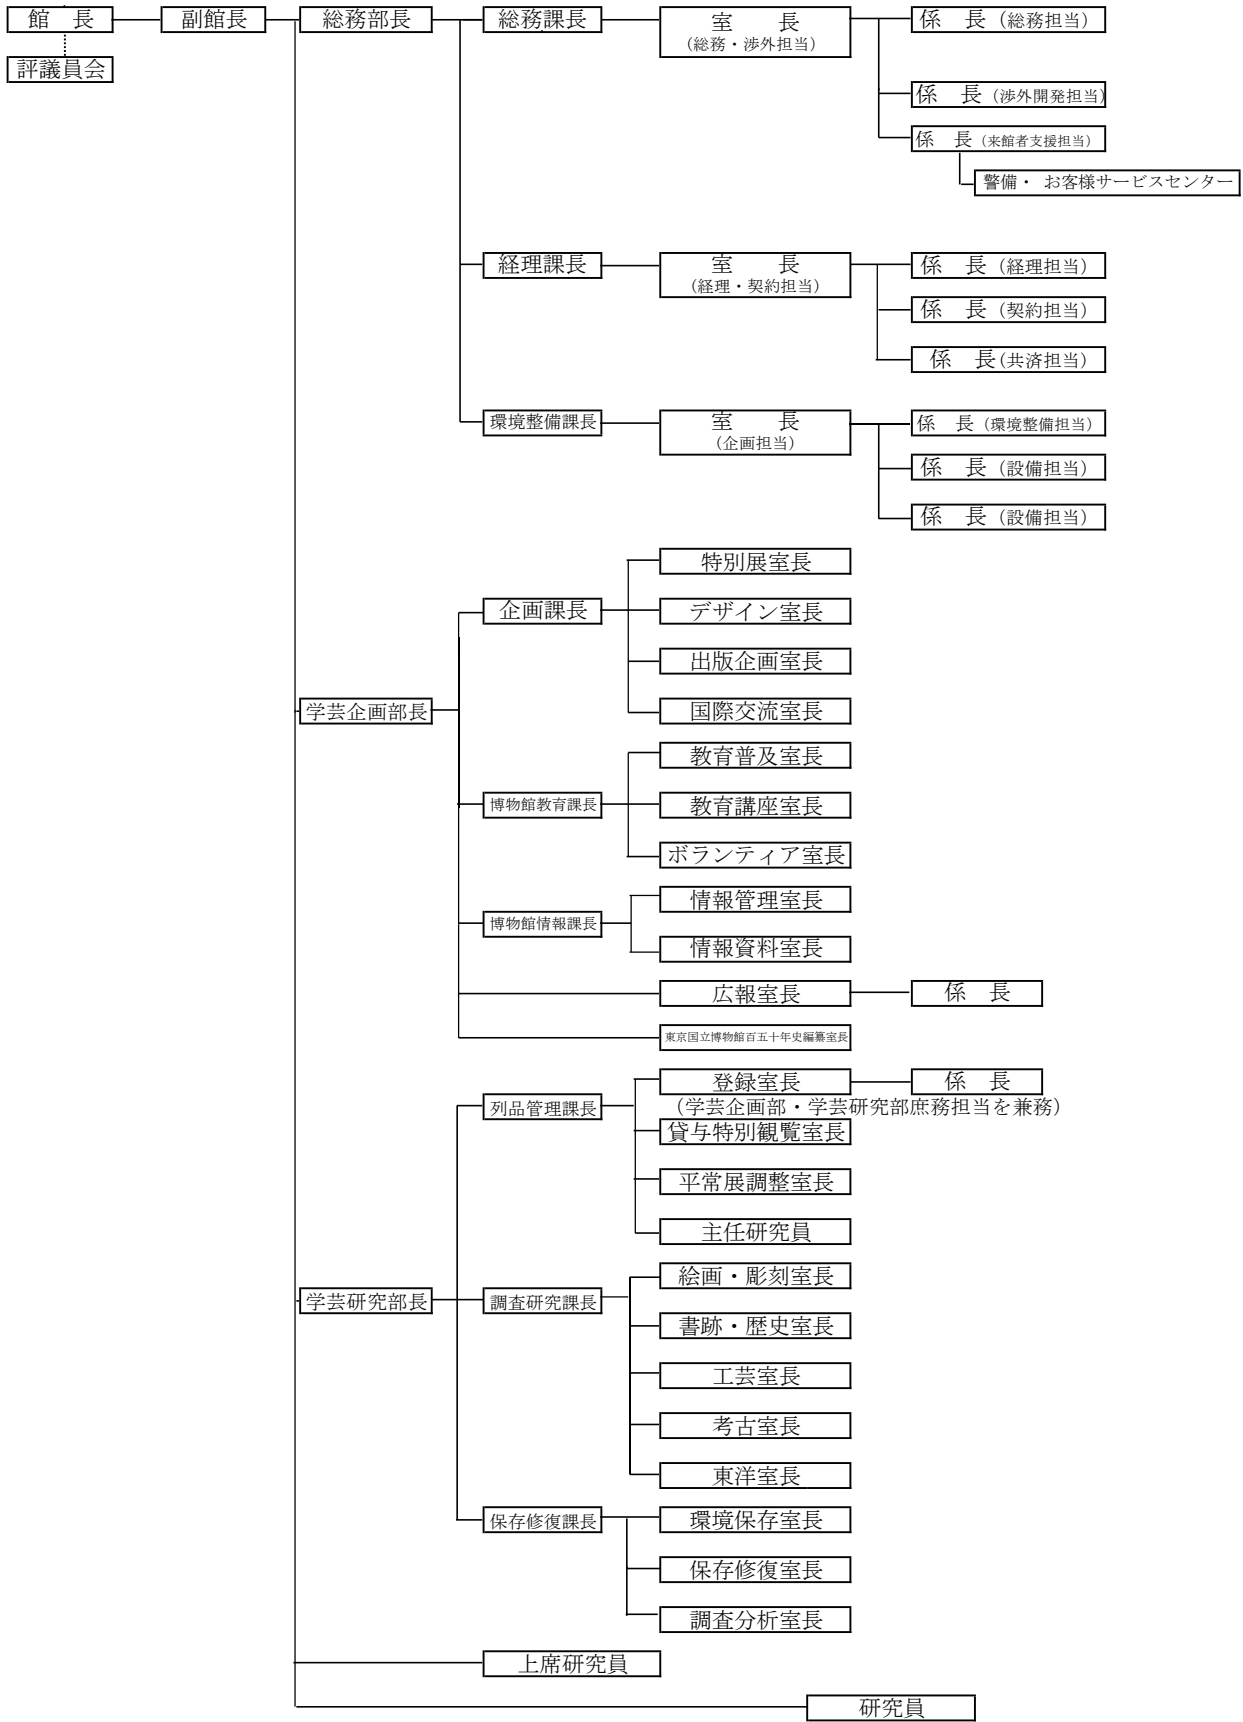 館　長
副館長
総務部長
総務課長
室　　長
(総務・渉外担当)
係　長（総務担当）
評議員会
係　長（渉外開発担当）
係　長（来館者支援担当）
警備・ お客様サービスセンター
経理課長
室　　長
(経理・契約担当)
係　長（経理担当）
係　長（契約担当）
係　長(共済担当）
環境整備課長
室　　長
(企画担当)
係　長（環境整備担当）
係　長（設備担当）
係　長（設備担当）
学芸企画部長
企画課長
特別展室長
デザイン室長
出版企画室長
国際交流室長
博物館教育課長
教育普及室長
教育講座室長
ボランティア室長
博物館情報課長
情報管理室長
情報資料室長
広報室長
係　長
東京国立博物館百五十年史編纂室長
学芸研究部長
列品管理課長
登録室長
係　長
（学芸企画部・学芸研究部庶務担当を兼務）
貸与特別観覧室長
平常展調整室長
主任研究員
調査研究課長
絵画・彫刻室長
書跡・歴史室長
工芸室長
考古室長
東洋室長
保存修復課長
環境保存室長
保存修復室長
調査分析室長
上席研究員
研究員